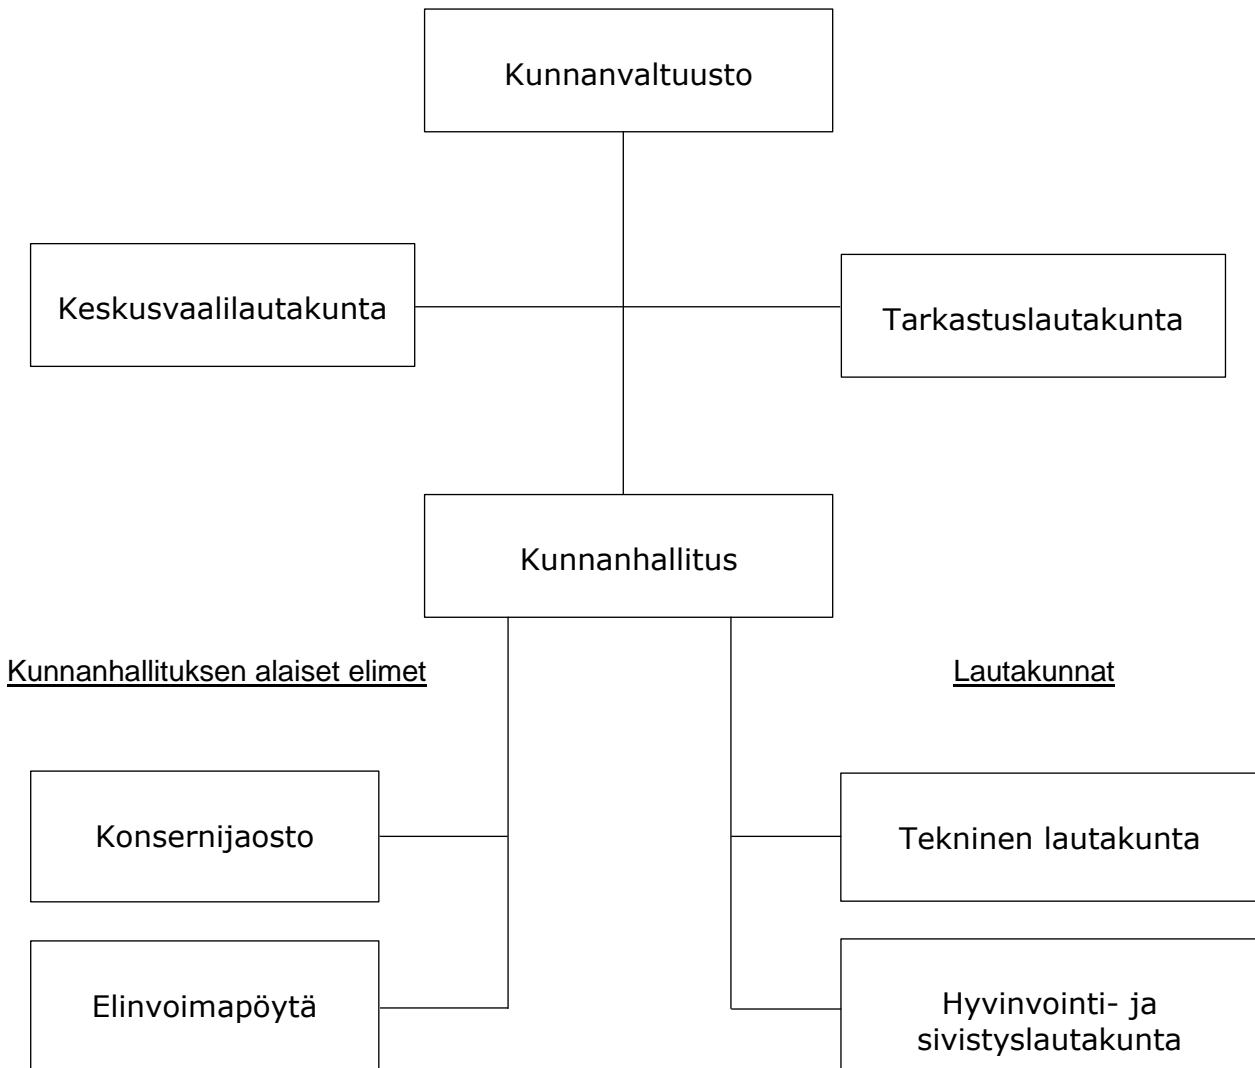 Kunnanvaltuusto
Keskusvaalilautakunta
Tarkastuslautakunta
Kunnanhallitus
Kunnanhallituksen alaiset elimet
Lautakunnat
Konsernijaosto
Tekninen lautakunta
Elinvoimapöytä
Hyvinvointi- ja
sivistyslautakunta